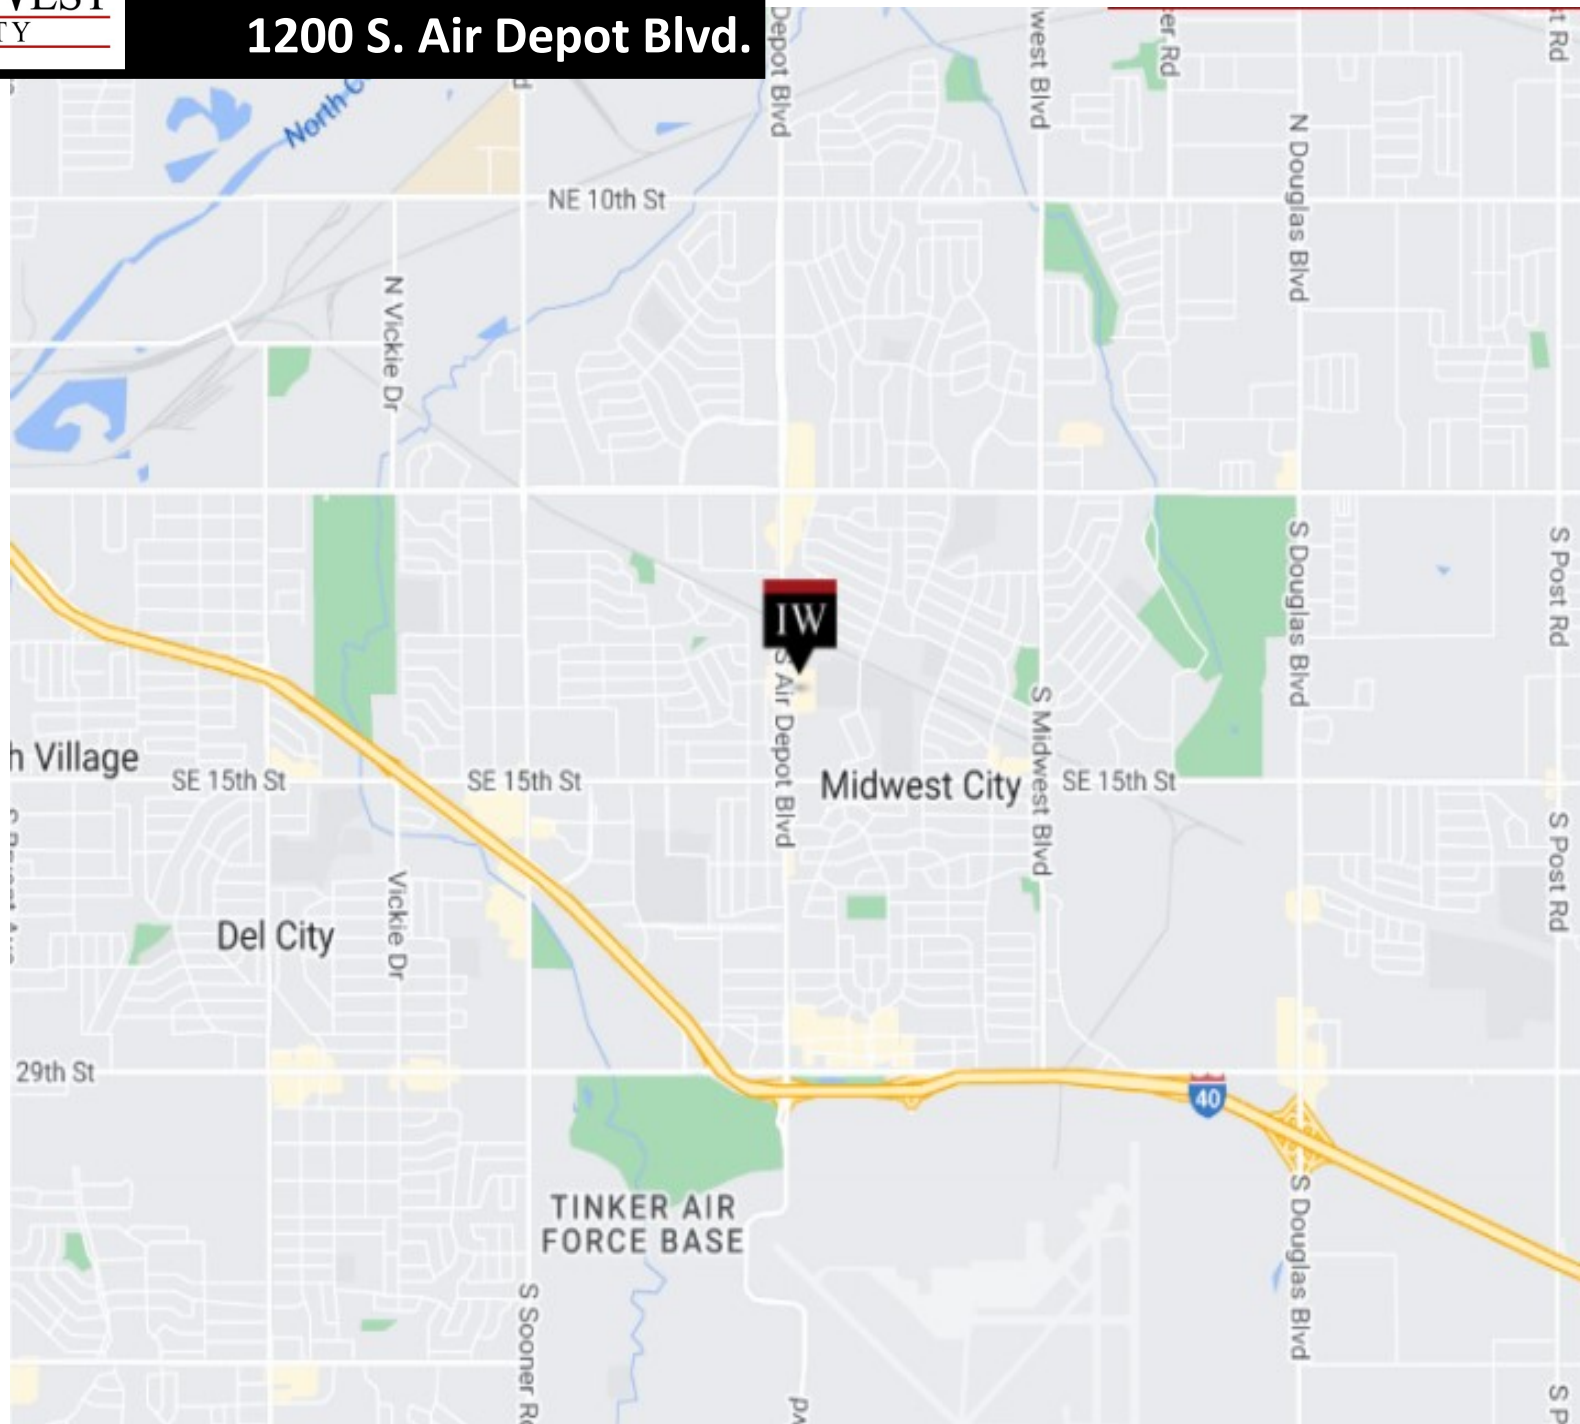 1200 S. Air Depot Blvd.
Depot Blvd
N Douglas Blvd
NE 10th St
N Vickie Dr
IW
S Air Depot Blvd
S Douglas Blvd
S Post Rd
S Midwest Blvd
Village
SE 15th St
SE 15th St
Midwest City
SE 15th St
Vickie Dr
S Post Rd
Del City
29th St
40
TINKER AIR
FORCE BASE
S Douglas Blvd
S Sooner